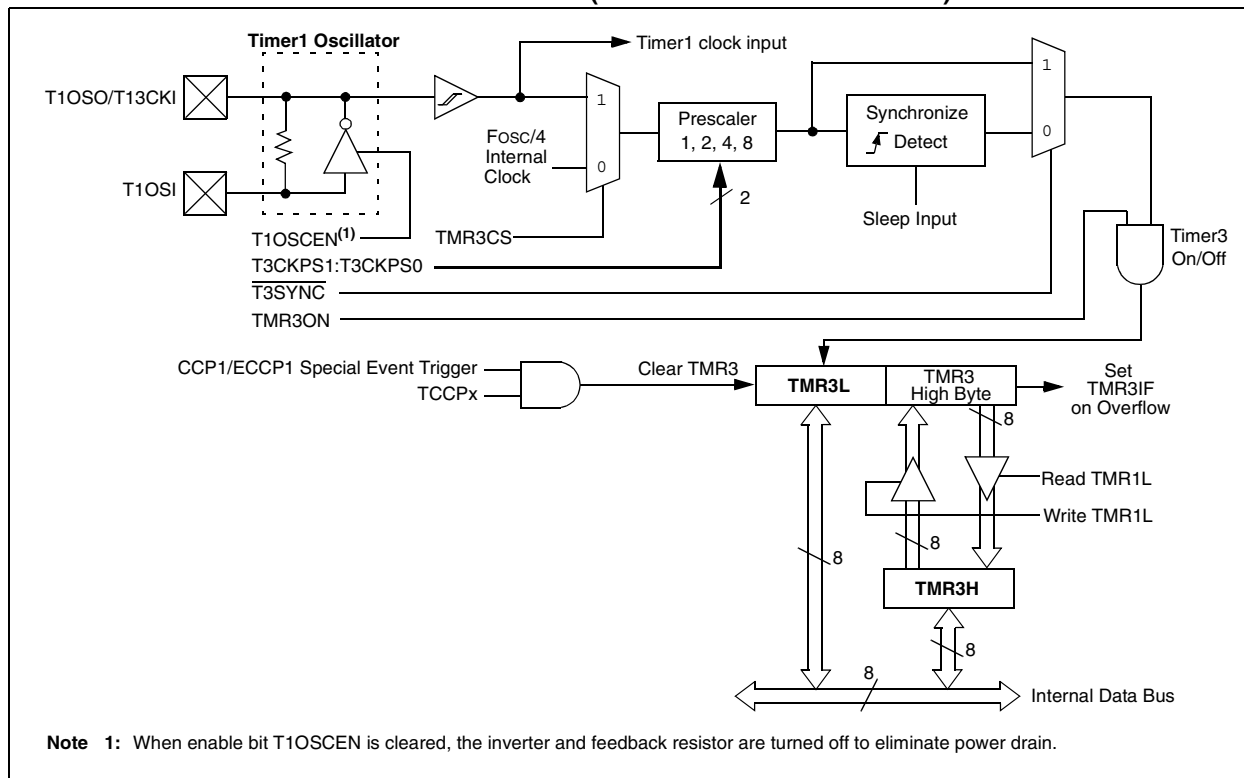 Timer1 Oscillator
Timer1 clock input
T1OSO/T13CKI
1
FOSC/4
Internal
Clock
0
Prescaler
1, 2, 4, 8
Synchronize
Detect
1
0
T1OSI
2
Sleep Input
T1OSCEN(1)
TMR3CS
T3CKPS1:T3CKPS0
T3SYNC
TMR3ON
Timer3
On/Off
CCP1/ECCP1 Special Event Trigger
TCCPx
Clear TMR3
TMR3L
TMR3
High Byte
Set
TMR3IF
on Overflow
8
Read TMR1L
Write TMR1L
8
8
TMR3H
8
8
Internal Data Bus
Note 1: When enable bit T1OSCEN is cleared, the inverter and feedback resistor are turned off to eliminate power drain.